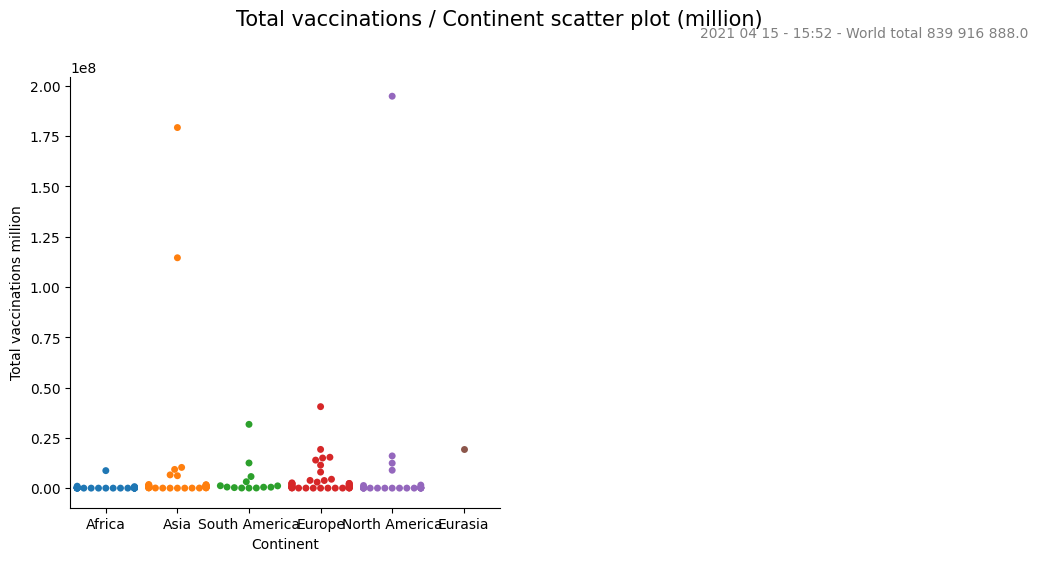 Total vaccinations / Continent scatter plot (million)
2021 04 15 - 15:52 - World total 839 916 888.0
1e8
2.00
1.75
1.50
1.25
1.00
0.75
0.50
0.25
0.00
Total vaccinations million
Africa Asia South America Europe North America Eurasia
Continent